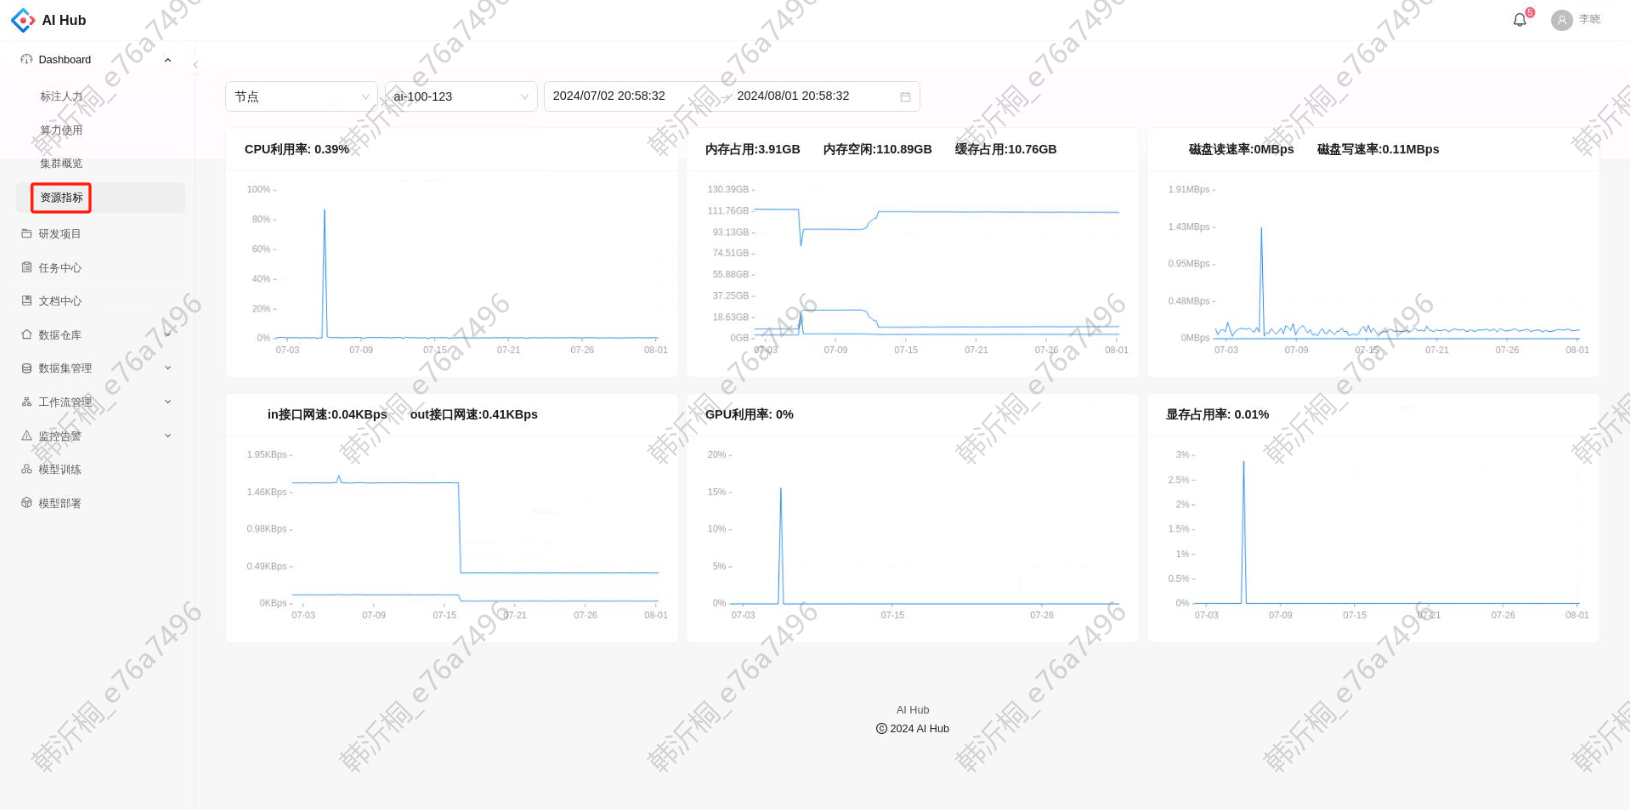 AI Hub
5
李晓
Dashboard
标注人力
算力使用
集群概览
资源指标
研发项目
任务中心
文档中心
数据仓库
数据集管理
工作流管理
监控告警
模型训练
模型部署
节点
ai-100-123
2024/07/02 20:58:32
2024/08/01 20:58:32
CPU利用率: 0.39%
100%
80%
60%
40%
20%
0%
07-03 07-09 07-15 07-21 07-26 08-01
内存占用:3.91GB 内存空闲:110.89GB 缓存占用:10.76GB
130.39GB
111.76GB
93.13GB
74.51GB
55.88GB
37.25GB
18.63GB
0GB
07-03 07-09 07-15 07-21 07-26 08-01
磁盘读速率:0MBps 磁盘写速率:0.11MBps
1.91MBps
1.43MBps
0.95MBps
0.48MBps
0MBps
07-03 07-09 07-15 07-21 07-26 08-01
in接口网速:0.04KBps out接口网速:0.41KBps
1.95KBps
1.46KBps
0.98KBps
0.49KBps
0KBps
07-03 07-09 07-15 07-21 07-26 08-01
GPU利用率: 0%
20%
15%
10%
5%
0%
07-03 07-15 07-26
显存占用率: 0.01%
3%
2.5%
2%
1.5%
1%
0.5%
0%
07-03 07-09 07-15 07-21 07-26 08-01
AI Hub
© 2024 AI Hub
韩沂桐_e76a7496